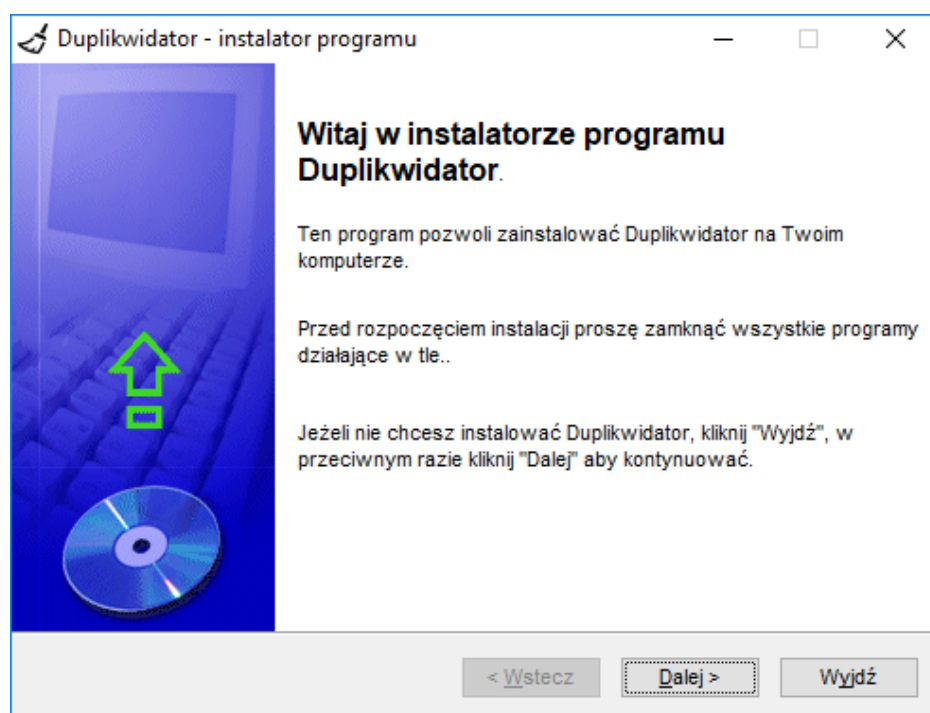 Duplikwidator - instalator programu
Witaj w instalatorze programu
Duplikwidator.
Ten program pozwoli zainstalować Duplikwidator na Twoim
komputerze.
Przed rozpoczęciem instalacji proszę zamknąć wszystkie programy
działające w tle..
Jeżeli nie chcesz instalować Duplikwidator, kliknij "Wyjdź", w
przeciwnym razie kliknij "Dalej" aby kontynuować.
< Wstecz Dalej > Wyjdź